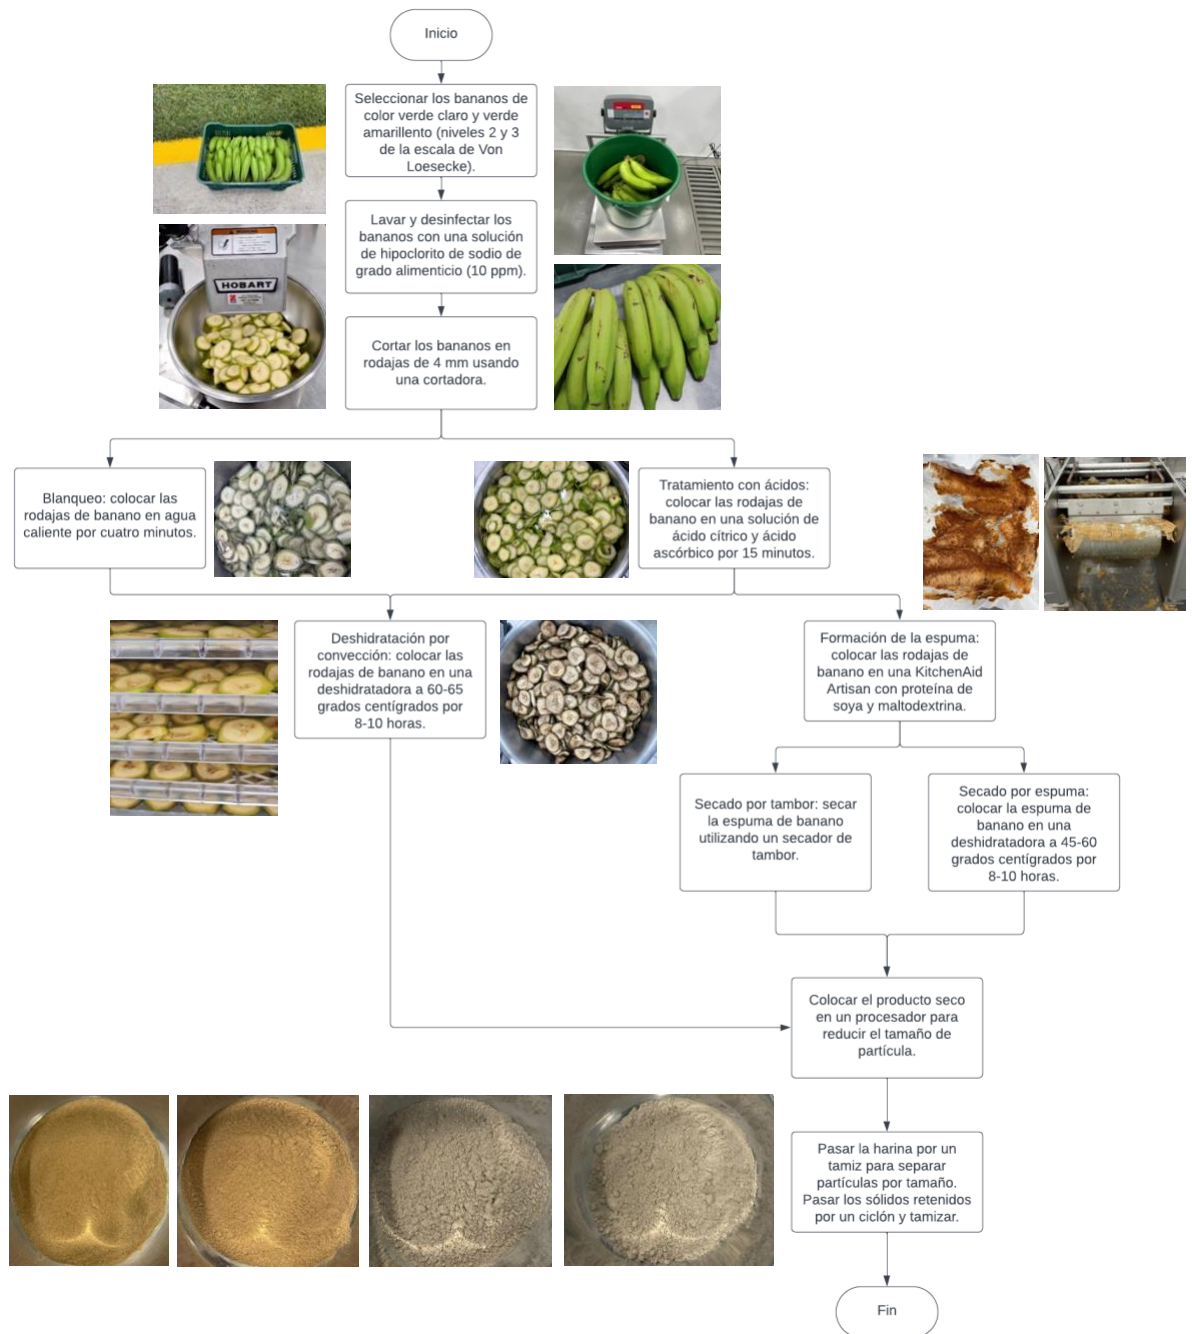 Inicio
Seleccionar los bananos de
color verde claro y verde
amarillento (niveles 2 y 3
de la escala de Von
Loesecke).
Lavar y desinfectar los
bananos con una solución
de hipoclorito de sodio de
grado alimenticio (10 ppm).
HOBART
Cortar los bananos en
rodajas de 4 mm usando
una cortadora.
Blanqueo: colocar las
rodajas de banano en agua
caliente por cuatro minutos.
Tratamiento con ácidos:
colocar las rodajas de
banano en una solución de
ácido cítrico y ácido
ascórbico por 15 minutos.
Deshidratación por
convección: colocar las
rodajas de banano en una
deshidratadora a 60-65
grados centígrados por
8-10 horas.
Formación de la espuma:
colocar las rodajas de
banano en una KitchenAid
Artisan con proteína de
soya y maltodextrina.
Secado por tambor: secar
la espuma de banano
utilizando un secador de
tambor.
Secado por espuma:
colocar la espuma de
banano en una
deshidratadora a 45-60
grados centígrados por
8-10 horas.
Colocar el producto seco
en un procesador para
reducir el tamaño de
partícula.
Pasar la harina por un
tamiz para separar
partículas por tamaño.
Pasar los sólidos retenidos
por un ciclón y tamizar.
Fin